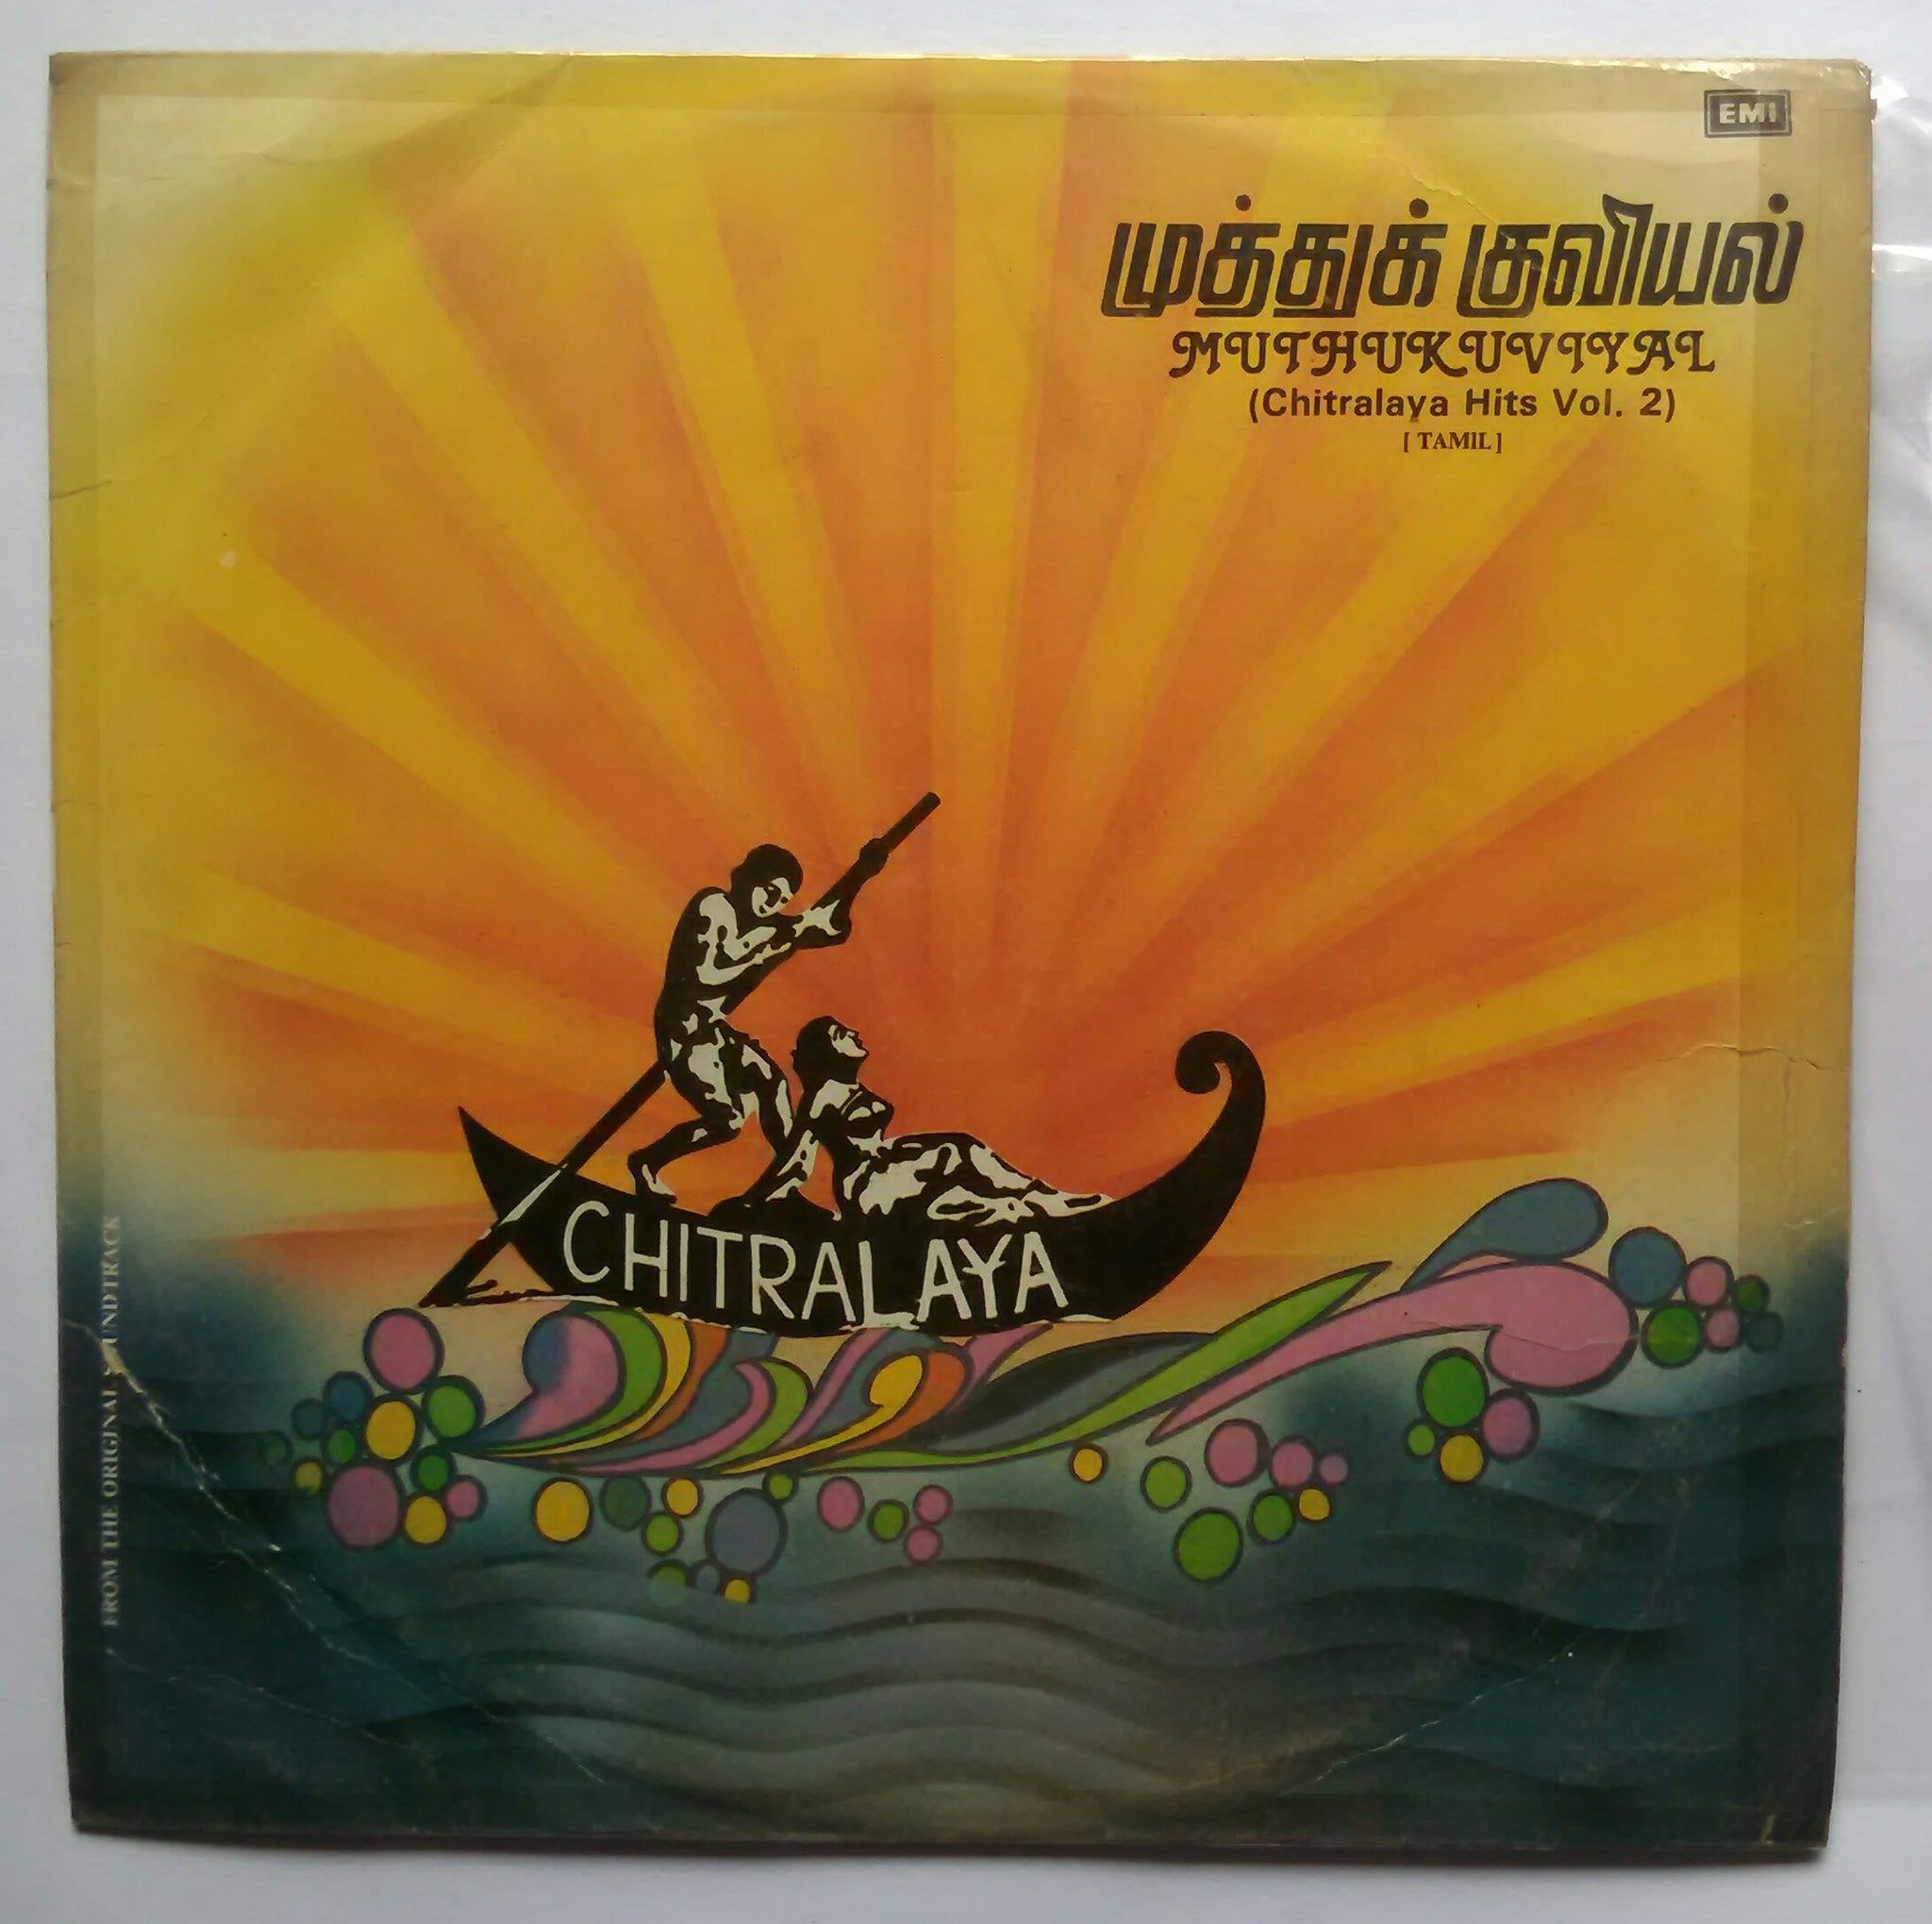 EMI
முத்துக் குவியல்
MUTHUKUVIYAL
(Chitralaya Hits Vol. 2)
[ TAMIL ]
CHITRALAYA
FROM THE ORIGINAL SOUNDTRACK